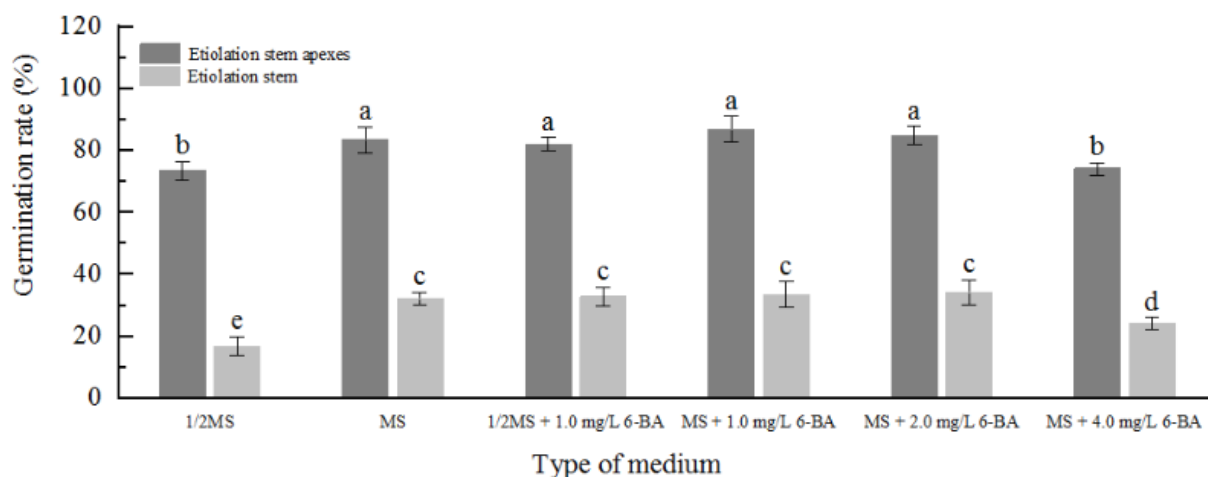 120
100
80
60
40
20
0
Germination rate (%)
Etiolation stem apexes
Etiolation stem
b
e
a
c
a
c
a
c
a
c
b
d
1/2MS
MS
1/2MS + 1.0 mg/L 6-BA
MS + 1.0 mg/L 6-BA
MS + 2.0 mg/L 6-BA
MS + 4.0 mg/L 6-BA
Type of medium